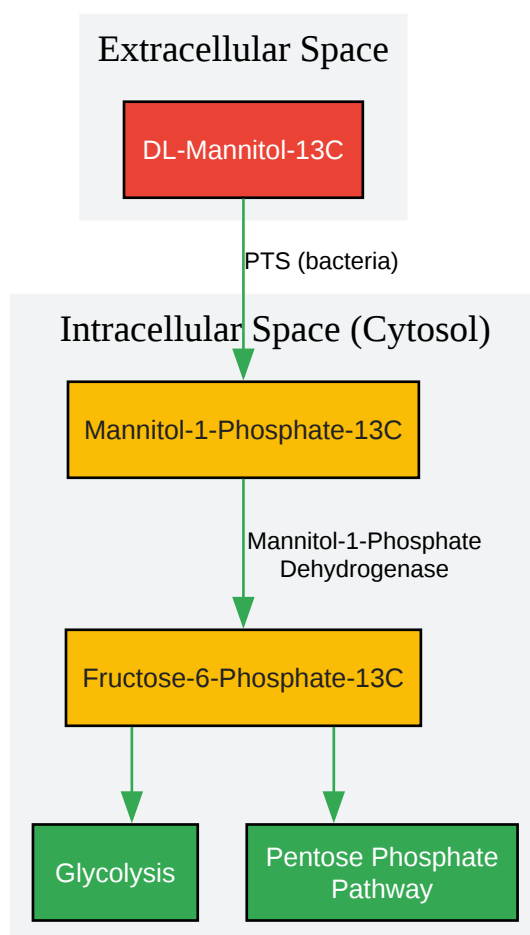 Extracellular Space
DL-Mannitol-13C
PTS (bacteria)
Intracellular Space (Cytosol)
Mannitol-1-Phosphate-13C
Mannitol-1-Phosphate
Dehydrogenase
Fructose-6-Phosphate-13C
Glycolysis
Pentose Phosphate
Pathway